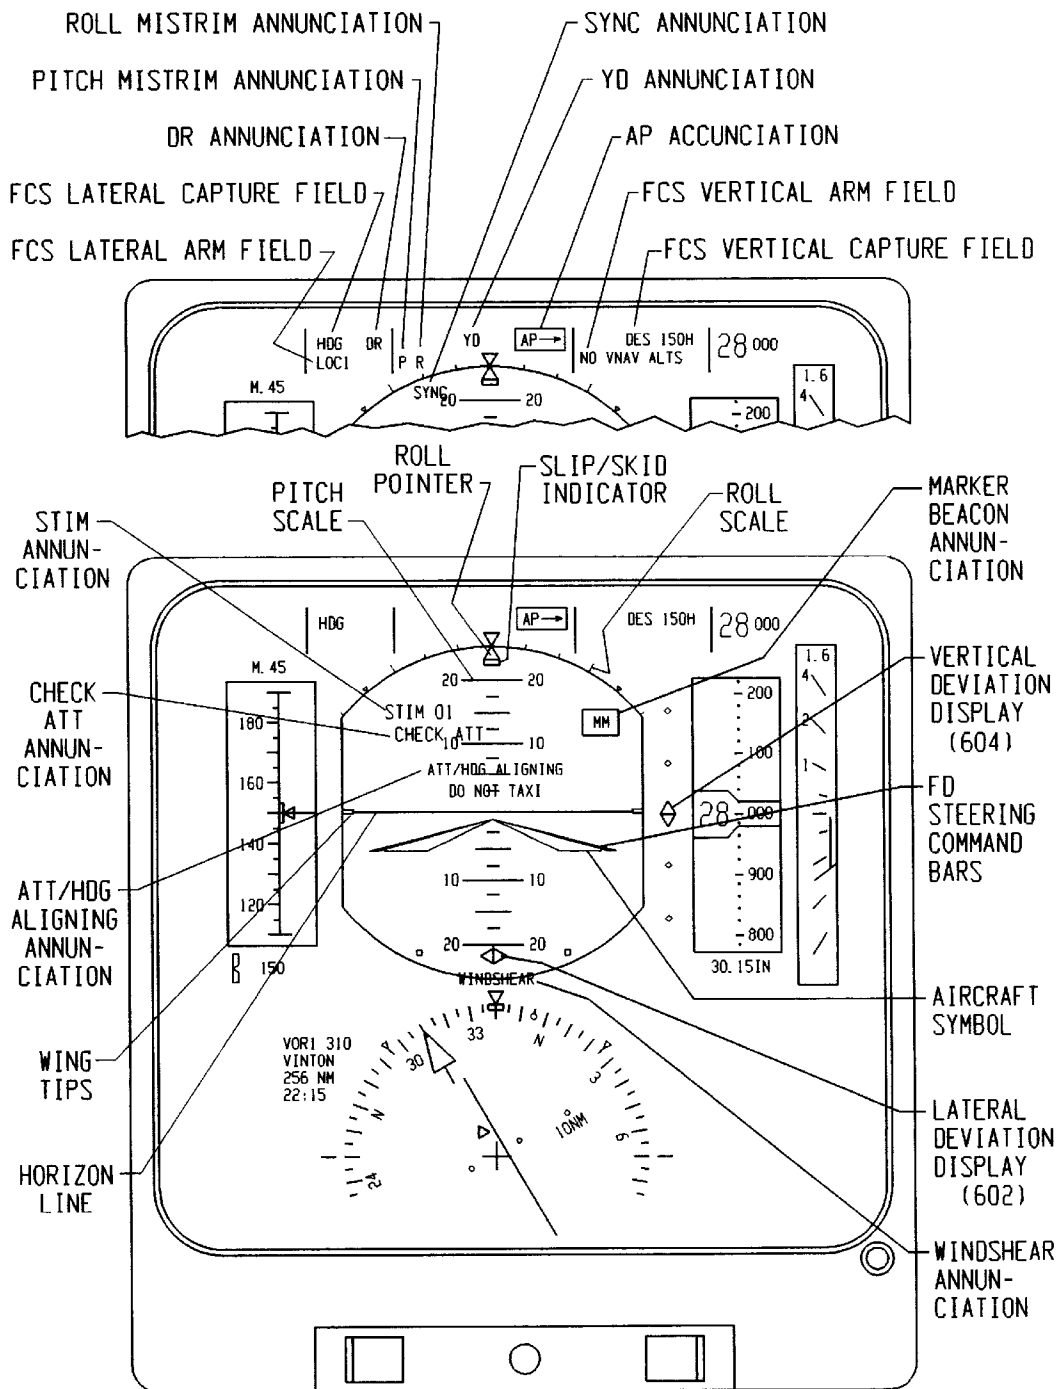 ROLL MISTRIM ANNUNCIATION
SYNC ANNUNCIATION
PITCH MISTRIM ANNUNCIATION
YD ANNUNCIATION
DR ANNUNCIATION
AP ACCUNCIATION
FCS LATERAL CAPTURE FIELD
FCS VERTICAL ARM FIELD
FCS LATERAL ARM FIELD
FCS VERTICAL CAPTURE FIELD
HDG DR
LOC1
P R
YD
AP
DES 150H
NO VNAV ALTS
28 000
M.45
SYNC
20 20
200
1.6
4
ROLL
POINTER
SLIP/SKID
INDICATOR
PITCH
SCALE
ROLL
SCALE
MARKER
BEACON
ANNUN-
CIATION
STIM
ANNUN-
CIATION
HDG
AP
DES 150H
28 000
M.45
1.6
4
2
1
20 20
STIM 01
CHECK ATT
10 10
MM
ATT/HDG ALIGNING
DO NOT TAXI
180
160
140
120
150
200
100
28 000
900
800
30.15IN
10 10
20 20
WINDSHEAR
VERTICAL
DEVIATION
DISPLAY
(604)
CHECK
ATT
ANNUN-
CIATION
FD
STEERING
COMMAND
BARS
ATT/HDG
ALIGNING
ANNUN-
CIATION
AIRCRAFT
SYMBOL
VOR1 310
VINTON
256 NM
22:15
24
30
33
N
3
6
10NM
WING
TIPS
LATERAL
DEVIATION
DISPLAY
(602)
HORIZON
LINE
WINDSHEAR
ANNUN-
CIATION